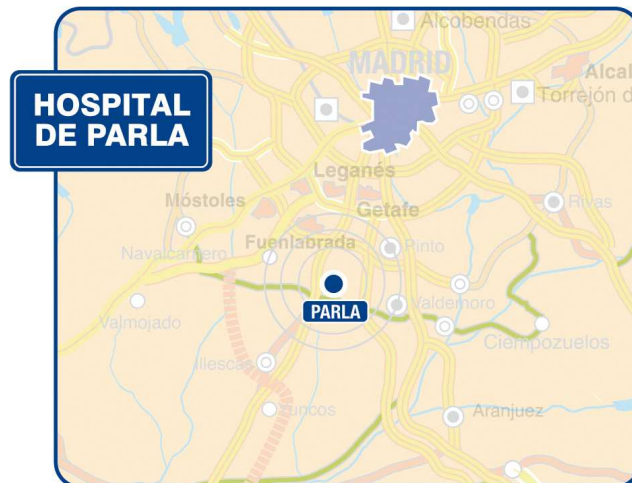 Alcobendas
MADRID
Alcal
Torrejón d
HOSPITAL
DE PARLA
Leganés
Móstoles
Getafe
Rivas
Navalcarnero
Fuenlabrada
Pinto
PARLA
Valdemoro
Valmojado
Ciempozuelos
Illescas
Yuncos
Aranjuez